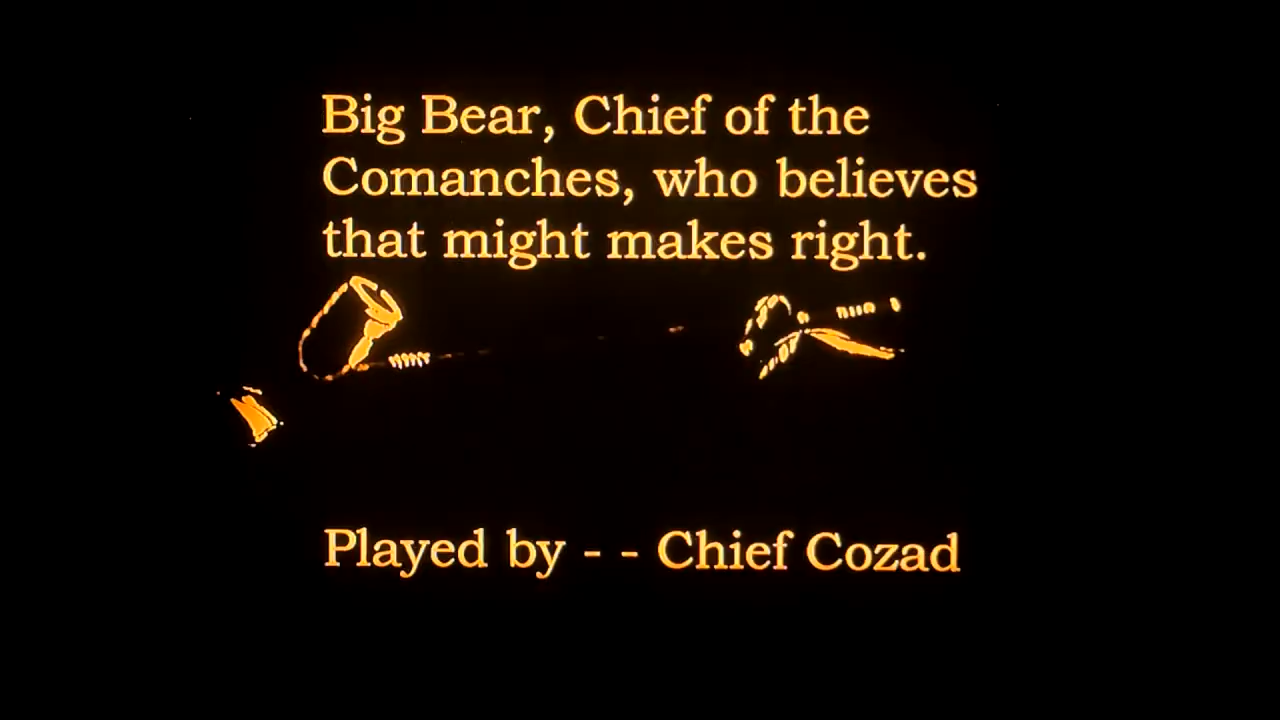 Big Bear, Chief of the
Comanches, who believes
that might makes right.
Played by - - Chief Cozad